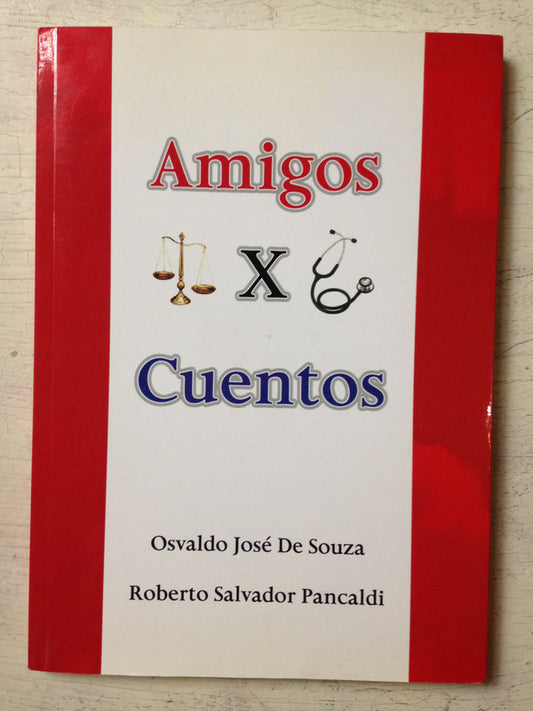 Amigos
X
Cuentos
Osvaldo José De Souza
Roberto Salvador Pancaldi